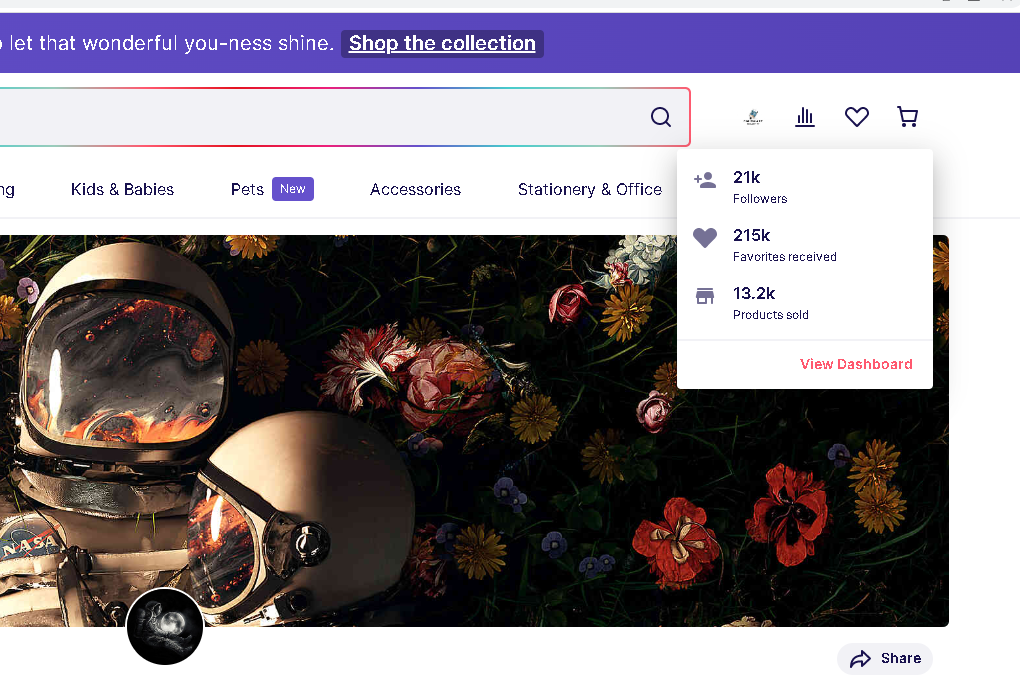 o let that wonderful you-ness shine. Shop the collection
ng Kids & Babies Pets New Accessories Stationery & Office
21k
Followers
215k
Favorites received
13.2k
Products sold
View Dashboard
NASA
Share